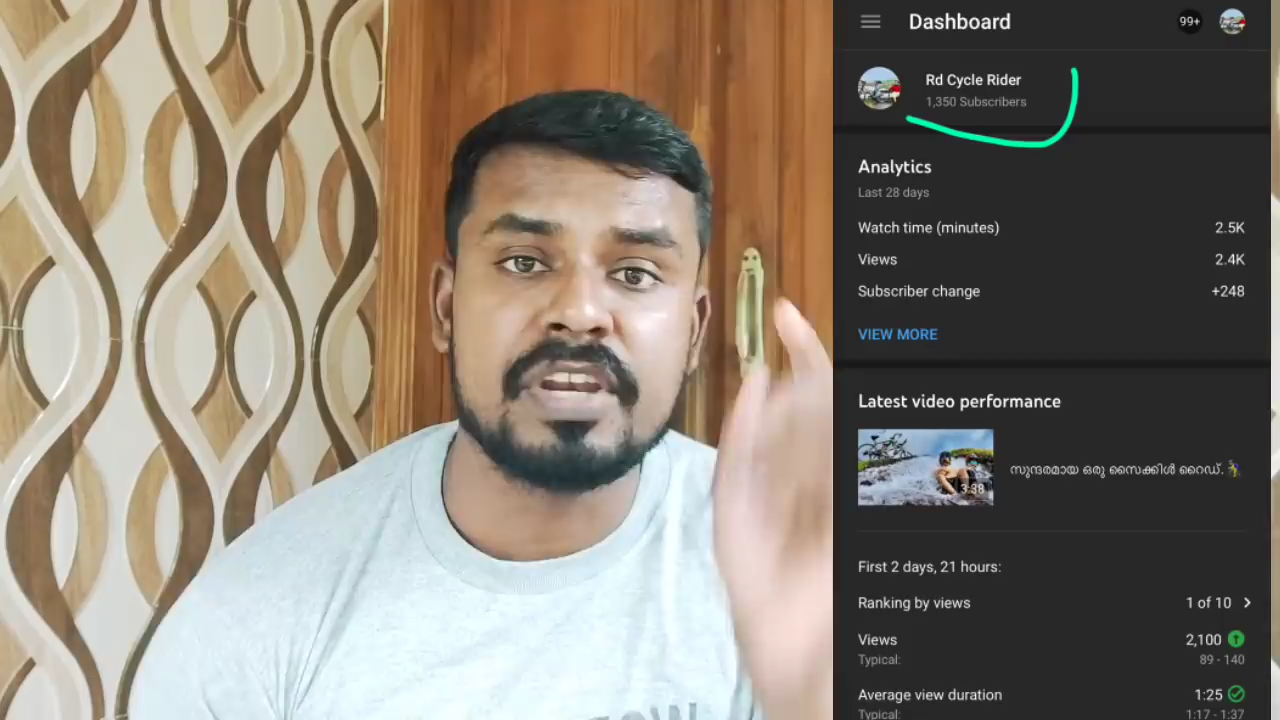 Dashboard
99+
Rd Cycle Rider
1,350 Subscribers
Analytics
Last 28 days
Watch time (minutes) 2.5K
Views 2.4K
Subscriber change +248
VIEW MORE
Latest video performance
3:38
സുന്ദരമായ ഒരു സൈക്കിൾ റൈഡ്. 🚴
First 2 days, 21 hours:
Ranking by views 1 of 10 >
Views 2,100
Typical: 89 - 140
Average view duration 1:25
Typical: 1:17 - 1:37